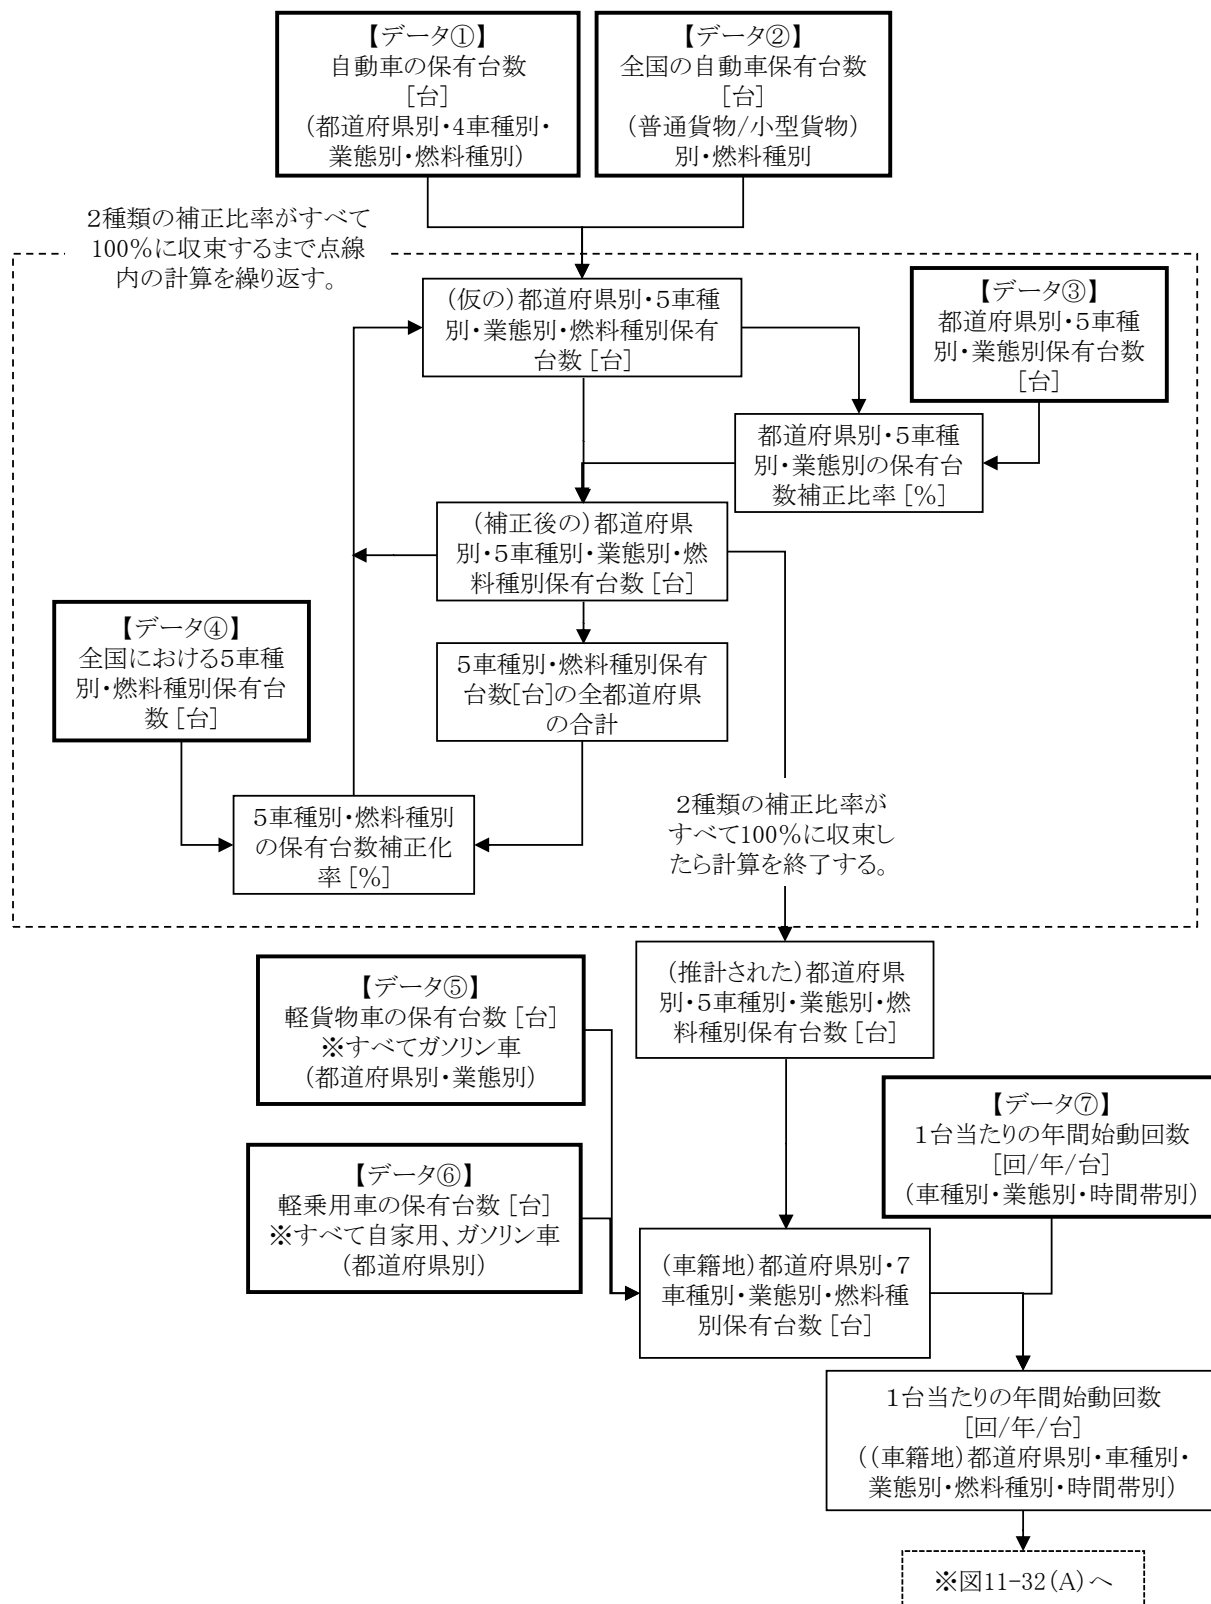 【データ①】
自動車の保有台数
[台]
(都道府県別・4車種別・
業態別・燃料種別)
【データ②】
全国の自動車保有台数
[台]
(普通貨物/小型貨物)
別・燃料種別
2種類の補正比率がすべて
100%に収束するまで点線
内の計算を繰り返す。
(仮の)都道府県別・5車種
別・業態別・燃料種別保有
台数[台]
【データ③】
都道府県別・5車種
別・業態別保有台数
[台]
都道府県別・5車種
別・業態別の保有台
数補正比率[%]
(補正後の)都道府県
別・5車種別・業態別・燃
料種別保有台数[台]
【データ④】
全国における5車種
別・燃料種別保有台
数[台]
5車種別・燃料種別保有
台数[台]の全都道府県
の合計
5車種別・燃料種別
の保有台数補正化
率[%]
2種類の補正比率が
すべて100%に収束し
たら計算を終了する。
(推計された)都道府県
別・5車種別・業態別・燃
料種別保有台数[台]
【データ⑤】
軽貨物車の保有台数[台]
※すべてガソリン車
(都道府県別・業態別)
【データ⑥】
軽乗用車の保有台数[台]
※すべて自家用、ガソリン車
(都道府県別)
【データ⑦】
1台当たりの年間始動回数
[回/年/台]
(車種別・業態別・時間帯別)
(車籍地)都道府県別・7
車種別・業態別・燃料種
別保有台数[台]
1台当たりの年間始動回数
[回/年/台]
((車籍地)都道府県別・車種別・
業態別・燃料種別・時間帯別)
※図11-32(A)へ